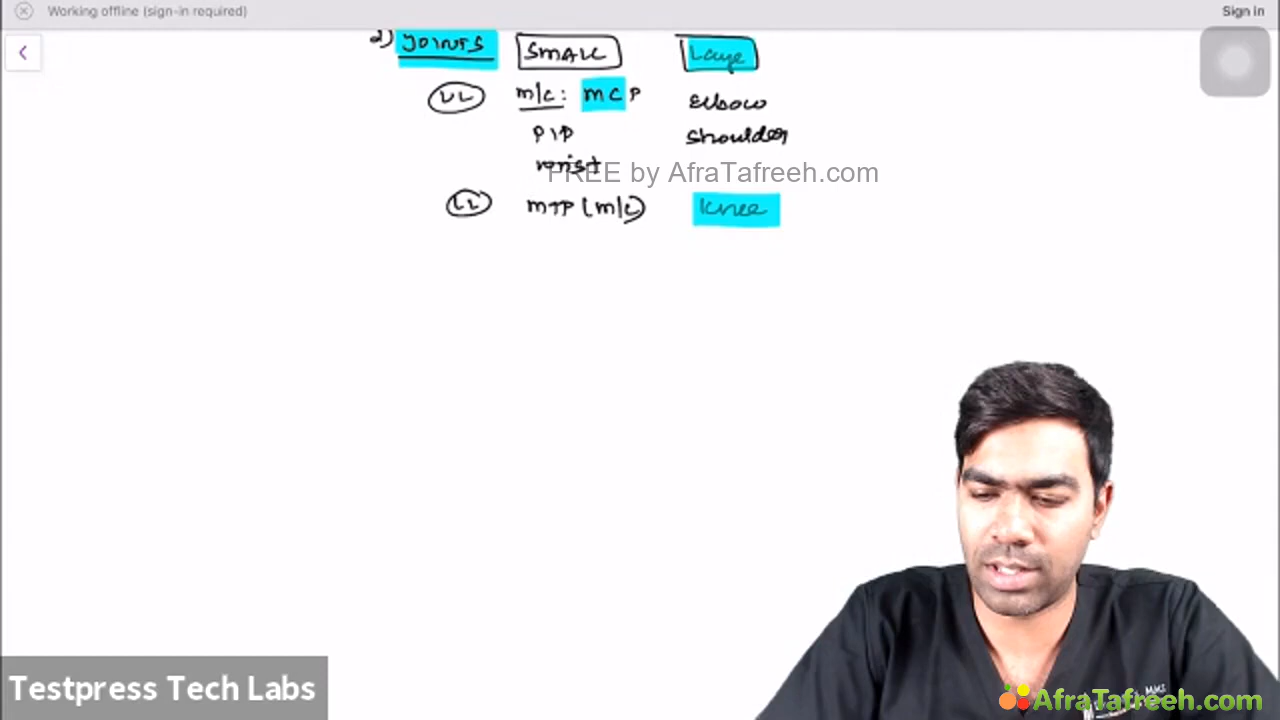 Working offline (sign-in required) Sign in
2) JOINTS SMALL Large
UL m/c: MCP Elbow
PIP Shoulder
wrist
FREE by AfraTafreeh.com
LL MTP (m/c) Knee
Testpress Tech Labs
AfraTafreeh.com